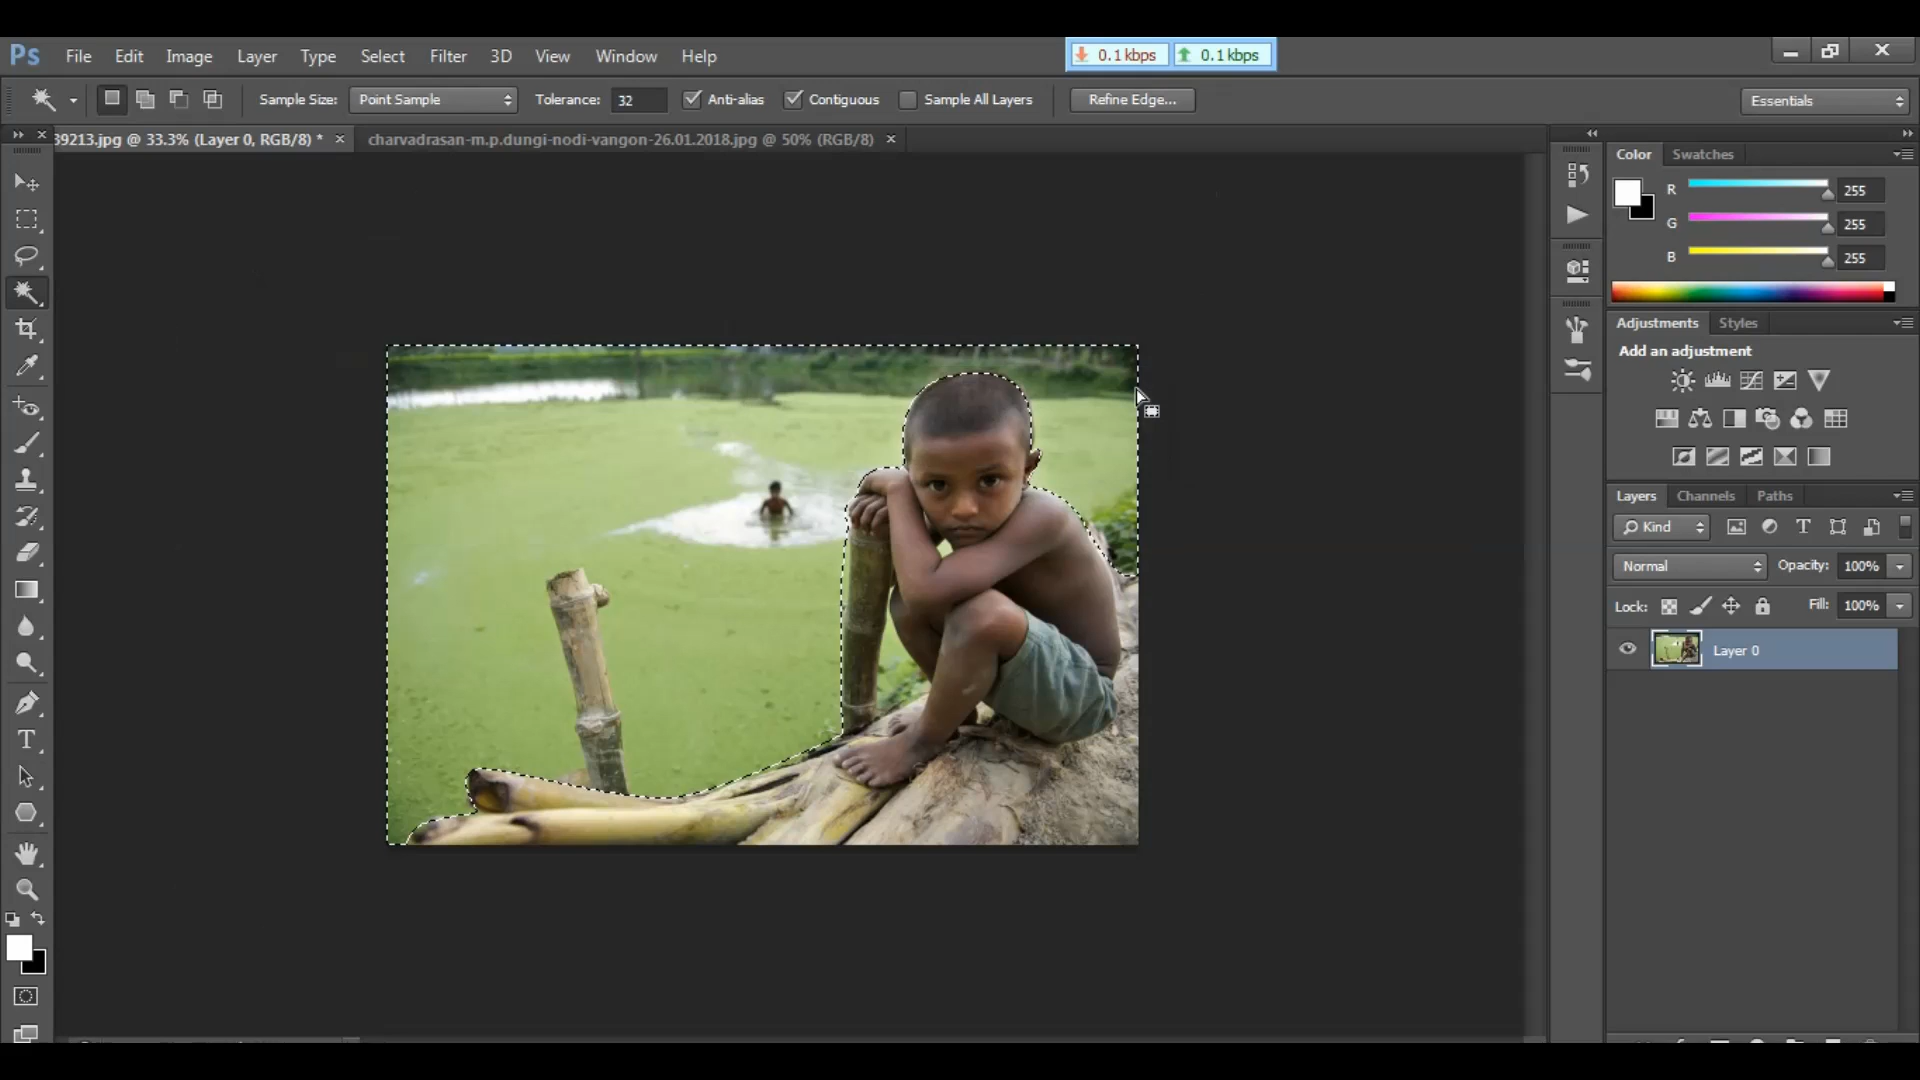 Ps File Edit Image Layer Type Select Filter 3D View Window Help 0.1 kbps 0.1 kbps
Sample Size: Point Sample Tolerance: 32 Anti-alias Contiguous Sample All Layers Refine Edge... Essentials
39213.jpg @ 33.3% (Layer 0, RGB/8) * charvadrasan-m.p.dungi-nodi-vangon-26.01.2018.jpg @ 50% (RGB/8)
Color Swatches
R 255
G 255
B 255
Adjustments Styles
Add an adjustment
Layers Channels Paths
Kind
Normal Opacity: 100%
Lock: Fill: 100%
Layer 0